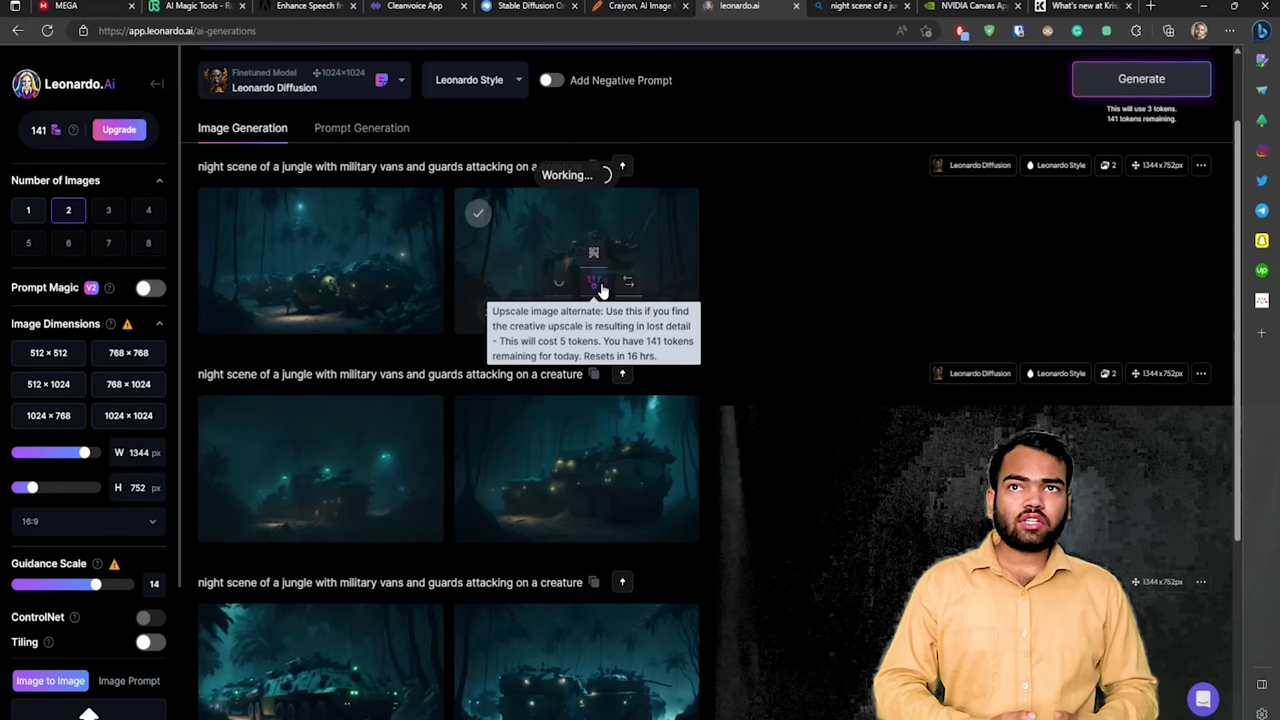 MEGA
AI Magic Tools - Ru
Enhance Speech fr
Cleanvoice App
Stable Diffusion On
Craiyon, AI Image G
leonardo.ai
night scene of a ju
NVIDIA Canvas App
What's new at Kris
https://app.leonardo.ai/ai-generations
Leonardo.Ai
Finetuned Model
1024×1024
Leonardo Diffusion
Leonardo Style
Add Negative Prompt
Generate
This will use 3 tokens.
141 tokens remaining.
141
Upgrade
Image Generation
Prompt Generation
Number of Images
1 2 3 4
5 6 7 8
Prompt Magic V2
Image Dimensions
512 × 512
768 × 768
512 × 1024
768 × 1024
1024 × 768
1024 × 1024
W 1344 px
H 752 px
16:9
Guidance Scale
14
ControlNet
Tiling
Image to Image
Image Prompt
night scene of a jungle with military vans and guards attacking on a
Working...
Leonardo Diffusion
Leonardo Style
2
1344x752px
Upscale image alternate: Use this if you find
the creative upscale is resulting in lost detail
- This will cost 5 tokens. You have 141 tokens
remaining for today. Resets in 16 hrs.
night scene of a jungle with military vans and guards attacking on a creature
Leonardo Diffusion
Leonardo Style
2
1344x752px
night scene of a jungle with military vans and guards attacking on a creature
1344x752px